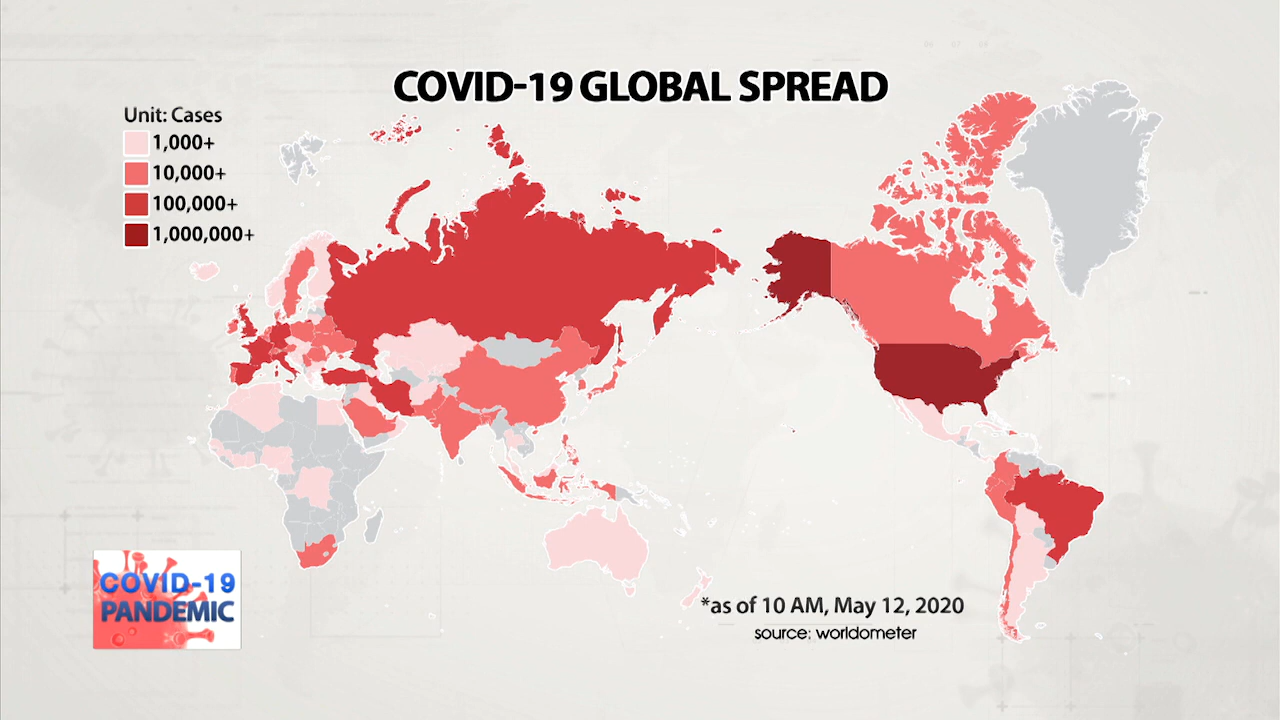 COVID-19 GLOBAL SPREAD
Unit: Cases
1,000+
10,000+
100,000+
1,000,000+
COVID-19
PANDEMIC
*as of 10 AM, May 12, 2020
source: worldometer